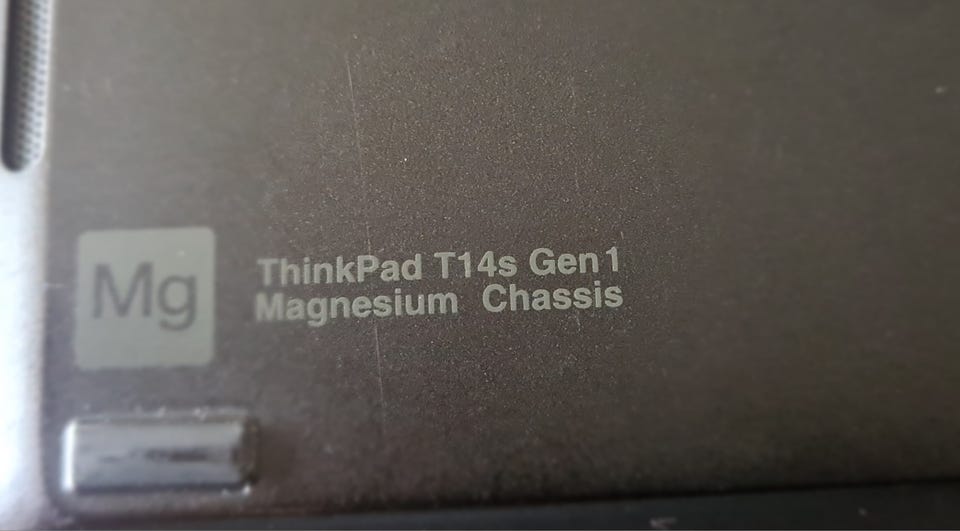 Mg
ThinkPad T14s Gen 1
Magnesium Chassis